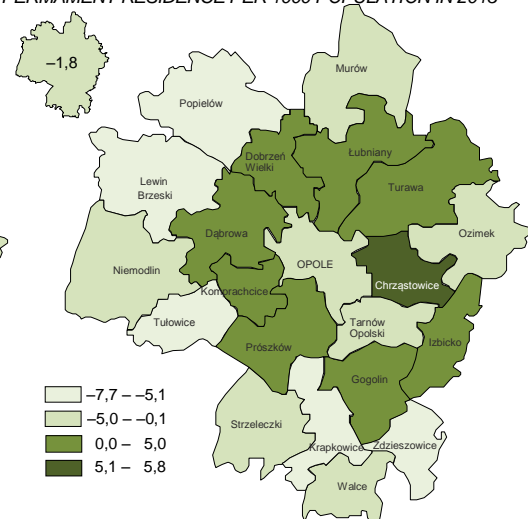 PERMAMENT RESIDENCE PER 1000 POPULATION IN 2013
–1,8
Murów
Popielów
Łubniany
Dobrzeń
Wielki
Turawa
Lewin
Brzeski
Dąbrowa
Ozimek
OPOLE
Niemodlin
Chrząstowice
Komprachcice
Tułowice
Tarnów
Opolski
Izbicko
Prószków
Gogolin
–7,7 – –5,1
–5,0 – –0,1
0,0 – 5,0
5,1 – 5,8
Strzeleczki
Krapkowice
Zdzieszowice
Walce